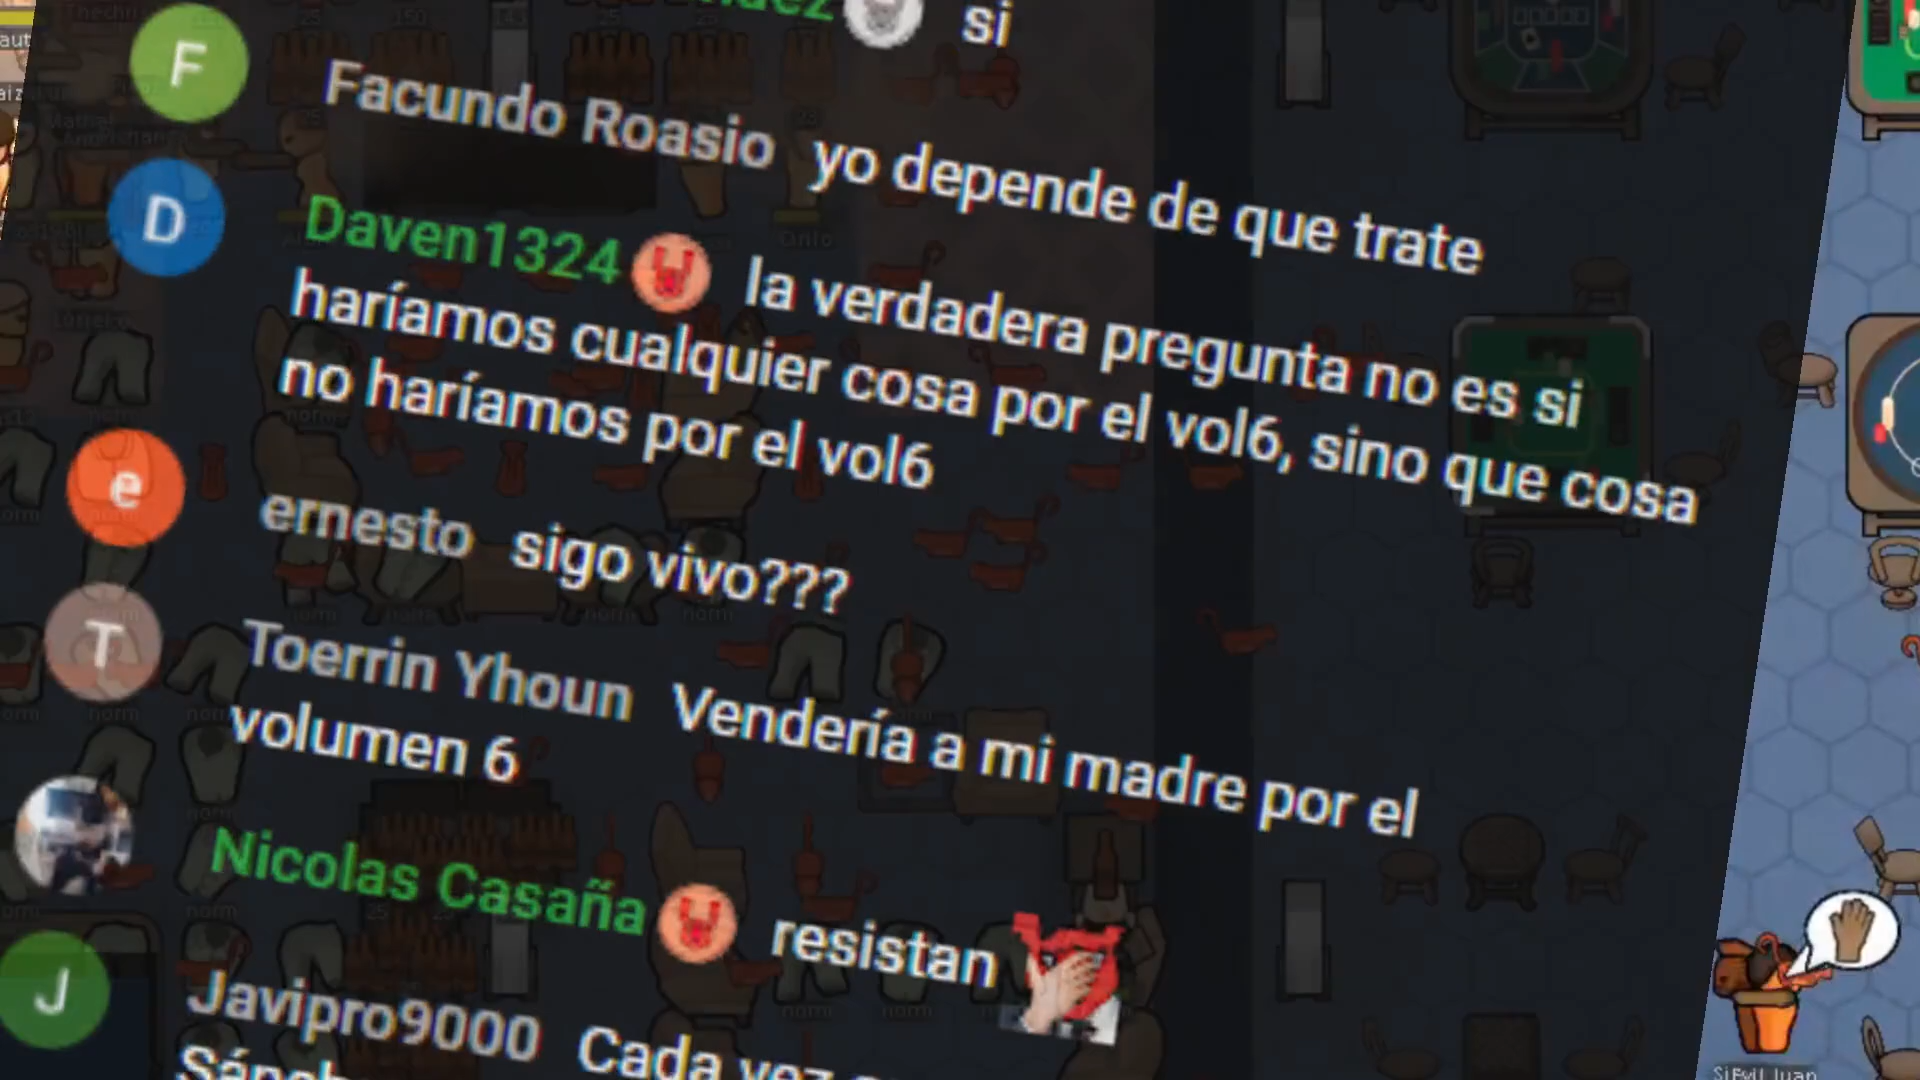 si
F
Facundo Roasio yo depende de que trate
D
Daven1324 la verdadera pregunta no es si
haríamos cualquier cosa por el vol6, sino que cosa
no haríamos por el vol6
e
ernesto sigo vivo???
T
Toerrin Yhoun Vendería a mi madre por el
volumen 6
Nicolas Casaña resistan
J
Javipro9000 Cada vez